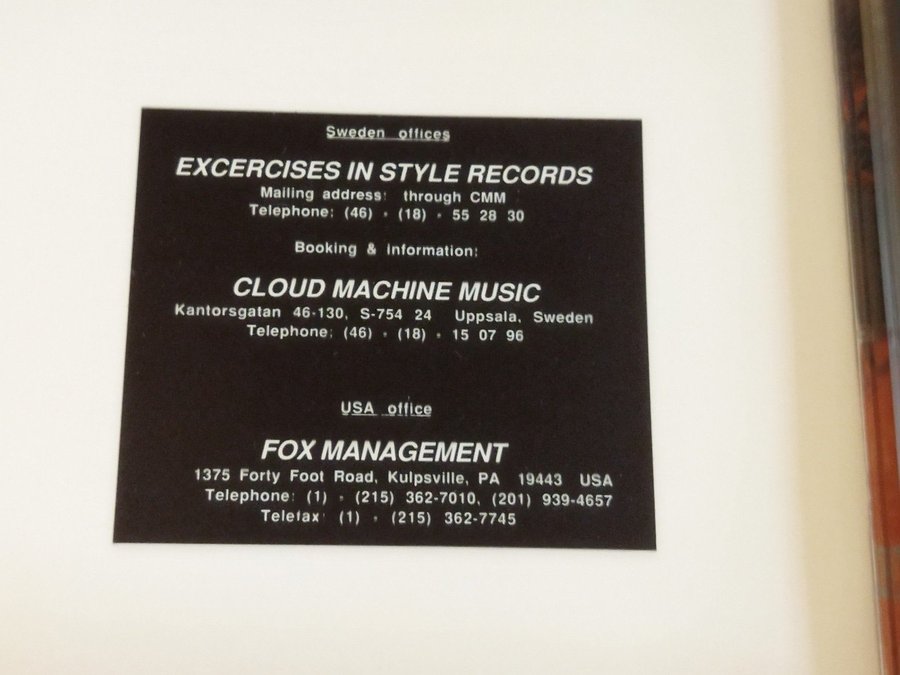 Sweden offices
EXCERCISES IN STYLE RECORDS
Mailing address: through CMM
Telephone: (46) - (18) - 55 28 30
Booking & information:
CLOUD MACHINE MUSIC
Kantorsgatan 46-130, S-754 24 Uppsala, Sweden
Telephone: (46) - (18) - 15 07 96
USA office
FOX MANAGEMENT
1375 Forty Foot Road, Kulpsville, PA 19443 USA
Telephone: (1) - (215) 362-7010, (201) 939-4657
Telefax: (1) - (215) 362-7745